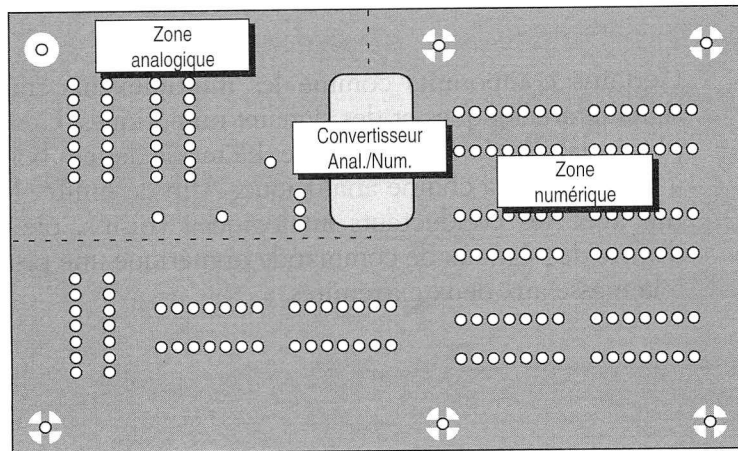 Zone
analogique
Convertisseur
Anal./Num.
Zone
numérique